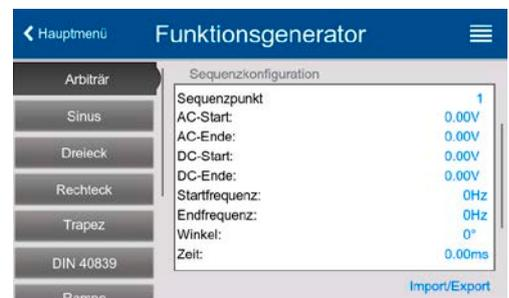 Hauptmenü
Funktionsgenerator
Arbiträr
Sinus
Dreieck
Rechteck
Trapez
DIN 40839
Rampe
Sequenzkonfiguration
Sequenzpunkt 1
AC-Start: 0.00V
AC-Ende: 0.00V
DC-Start: 0.00V
DC-Ende: 0.00V
Startfrequenz: 0Hz
Endfrequenz: 0Hz
Winkel: 0°
Zeit: 0.00ms
Import/Export